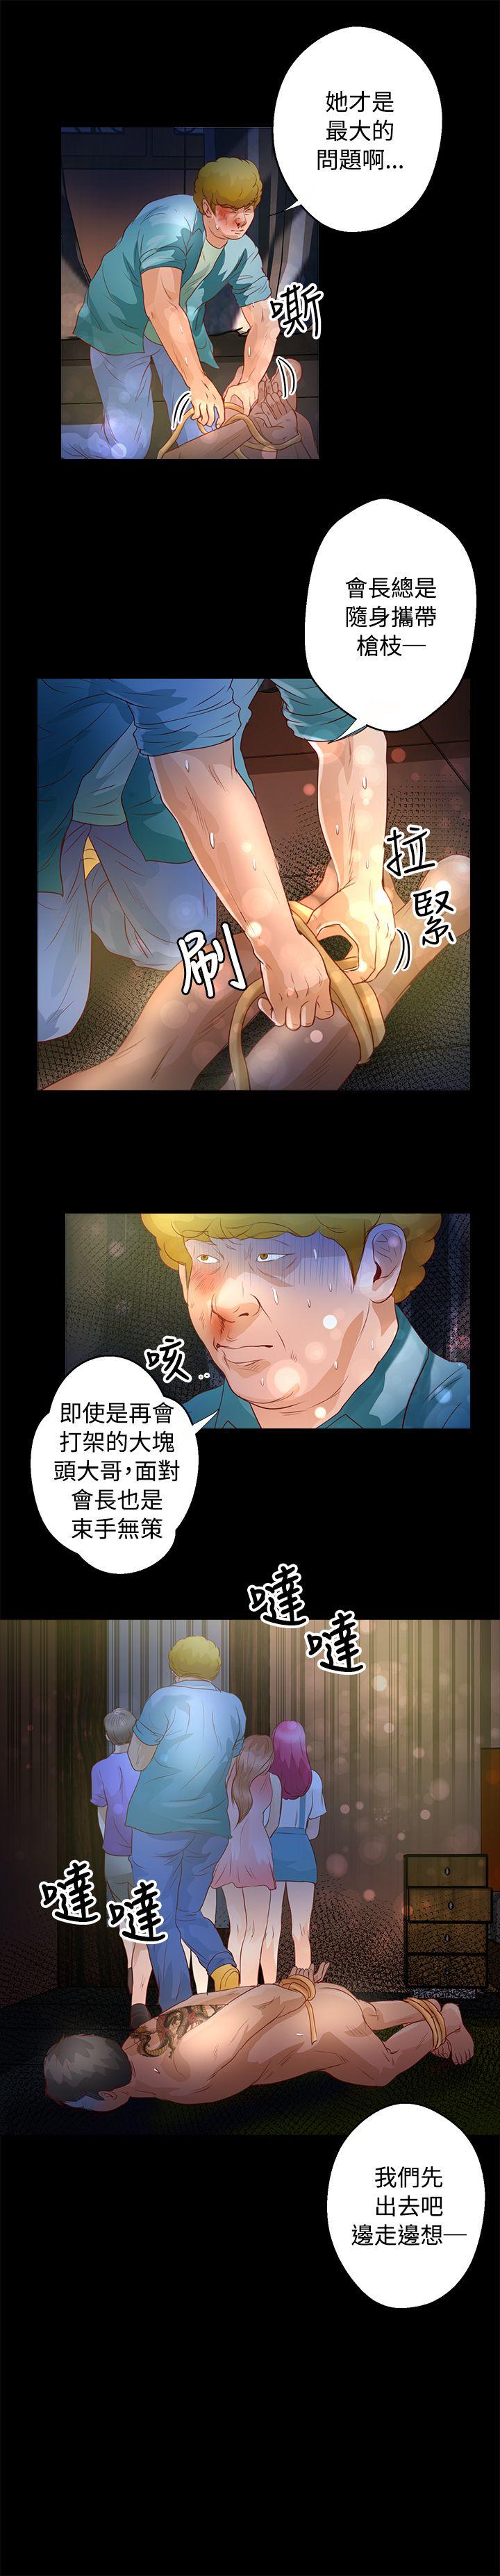 她才是
最大的
問題啊…
嘶
會長總是
隨身攜帶
槍枝—
拉
緊
刷
咳..
即使是再會
打架的大塊
頭大哥，面對
會長也是
束手無策
噠
噠
噠
噠
我們先
出去吧
邊走邊想—